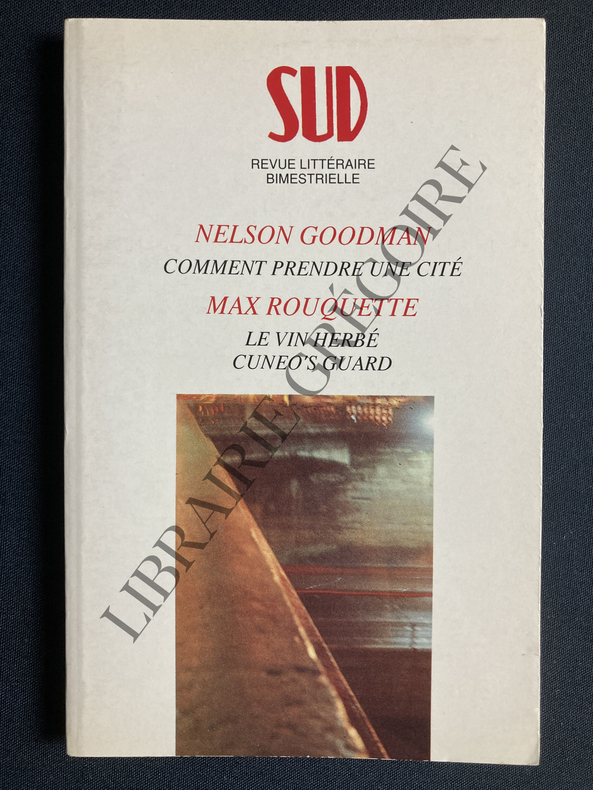 SUD
REVUE LITTÉRAIRE
BIMESTRIELLE
NELSON GOODMAN
COMMENT PRENDRE UNE CITÉ
MAX ROUQUETTE
LE VIN HERBÉ
CUNEO'S GUARD
LIBRAIRIE GRÉGOIRE